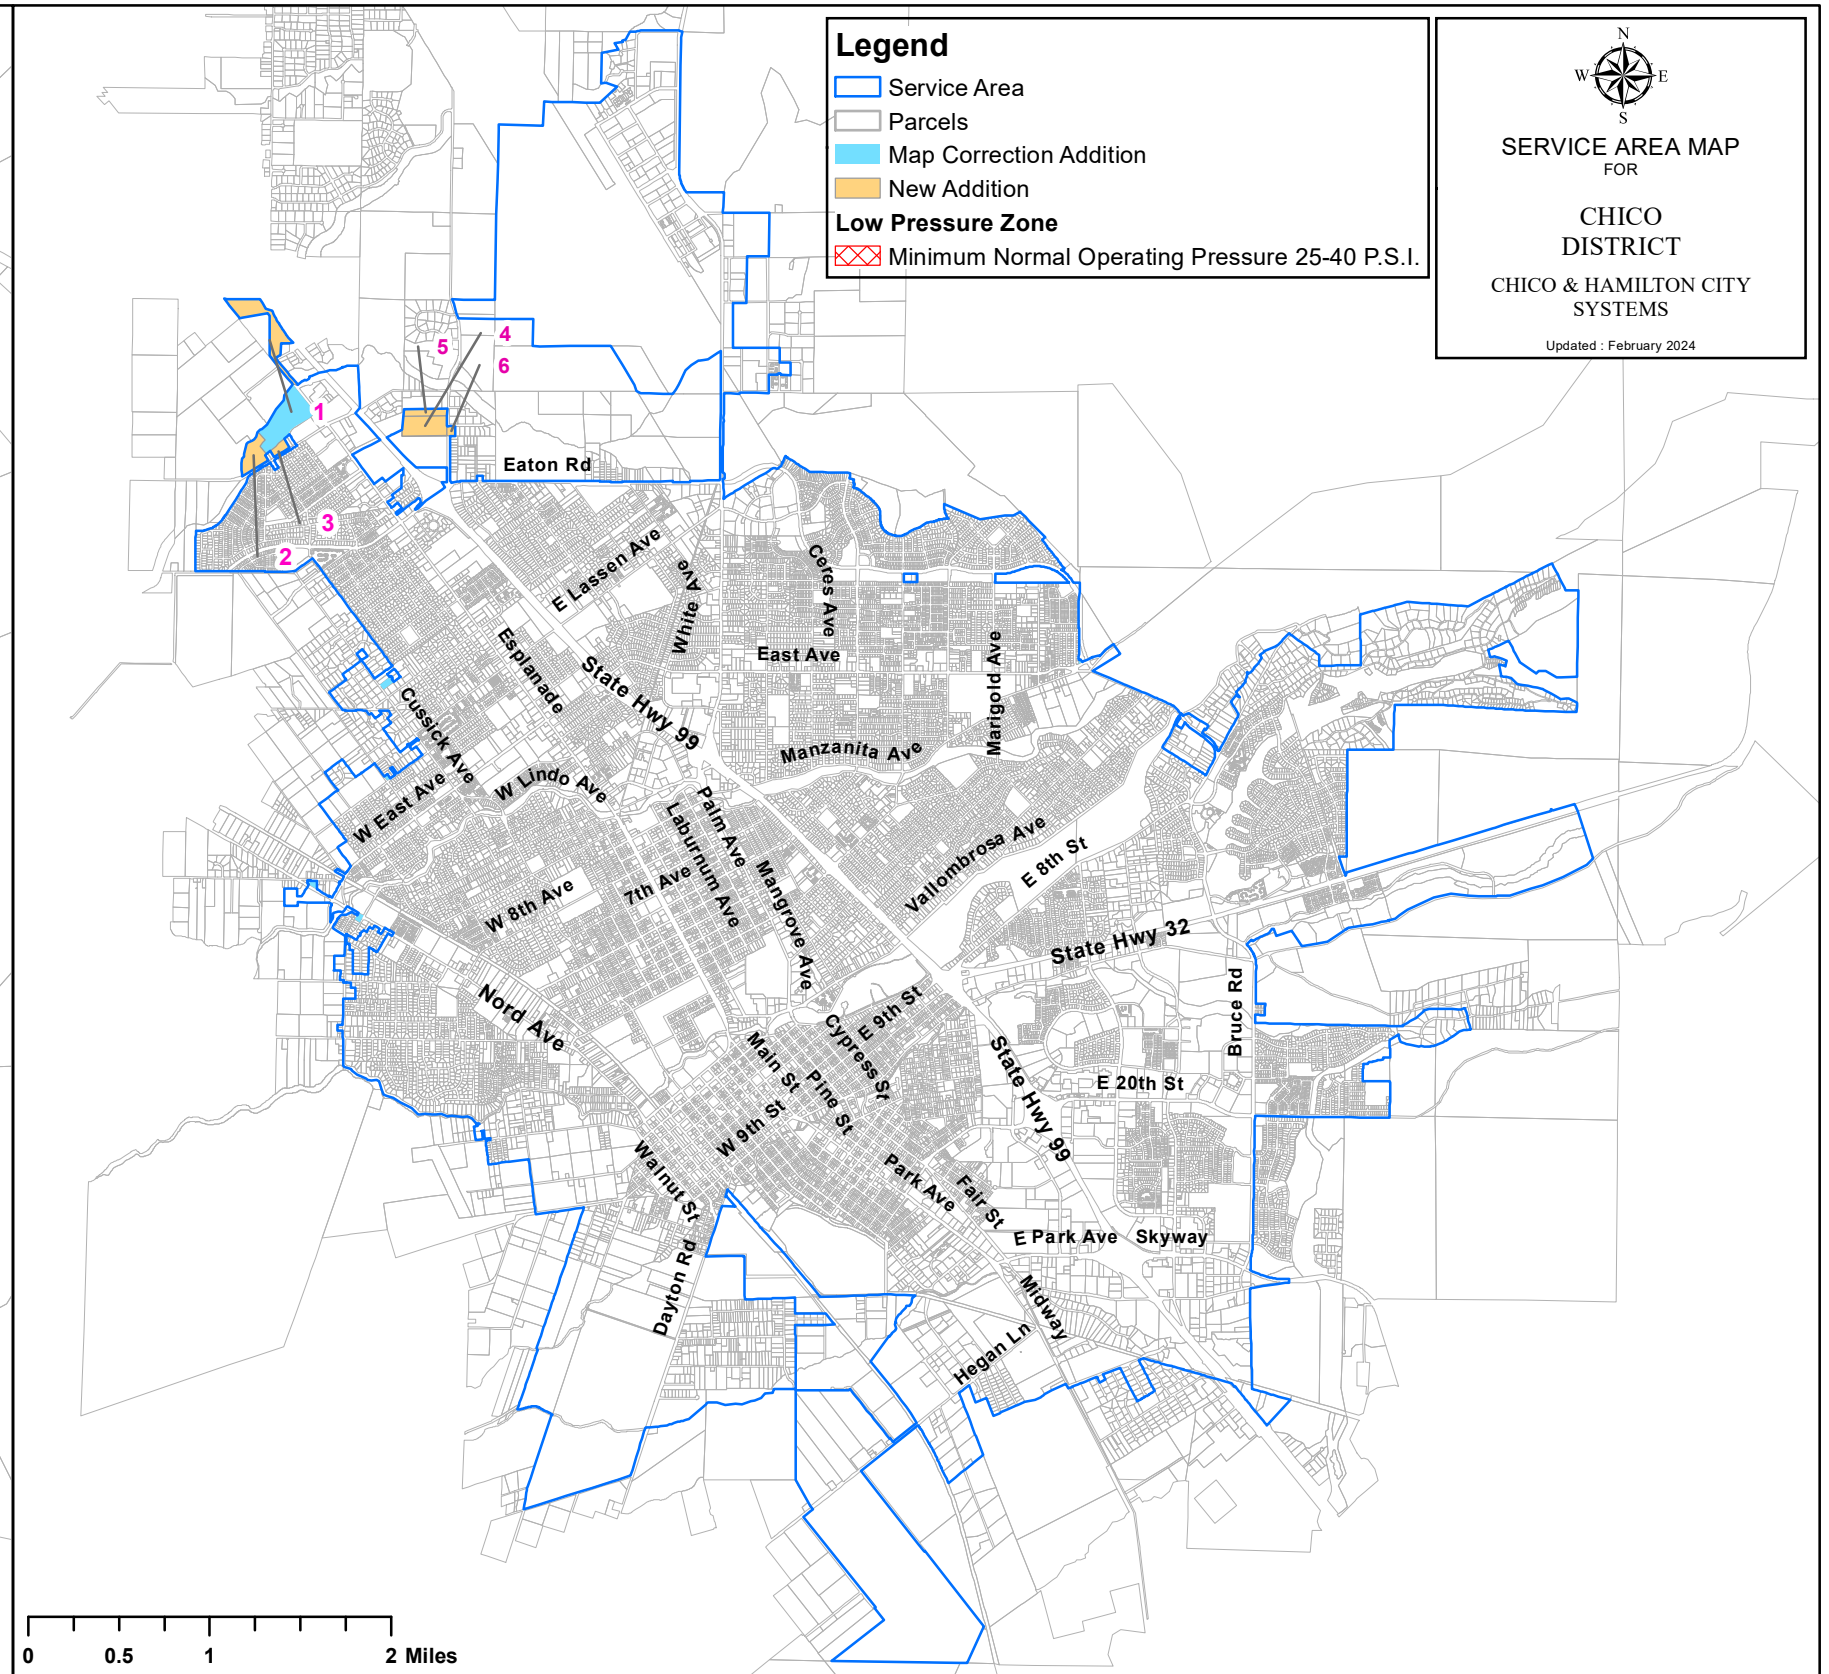 Legend
Service Area
Parcels
Map Correction Addition
New Addition
Low Pressure Zone
Minimum Normal Operating Pressure 25-40 P.S.I.
N
W E
S
SERVICE AREA MAP
FOR
CHICO
DISTRICT
CHICO & HAMILTON CITY
SYSTEMS
Updated : February 2024
4
5
6
1
Eaton Rd
3
2
E Lassen Ave
White Ave
Ceres Ave
Esplanade
State Hwy 99
East Ave
Marigold Ave
Cussick Ave
Manzanita Ave
W Lindo Ave
W East Ave
Palm Ave
Laburnum Ave
Mangrove Ave
Vallombrosa Ave
E 8th St
7th Ave
W 8th Ave
State Hwy 32
Bruce Rd
Nord Ave
E 9th St
Cypress St
Main St
Pine St
State Hwy 99
E 20th St
W 9th St
Walnut St
Park Ave
Fair St
E Park Ave
Skyway
Dayton Rd
Midway
Hegan Ln
0 0.5 1 2 Miles